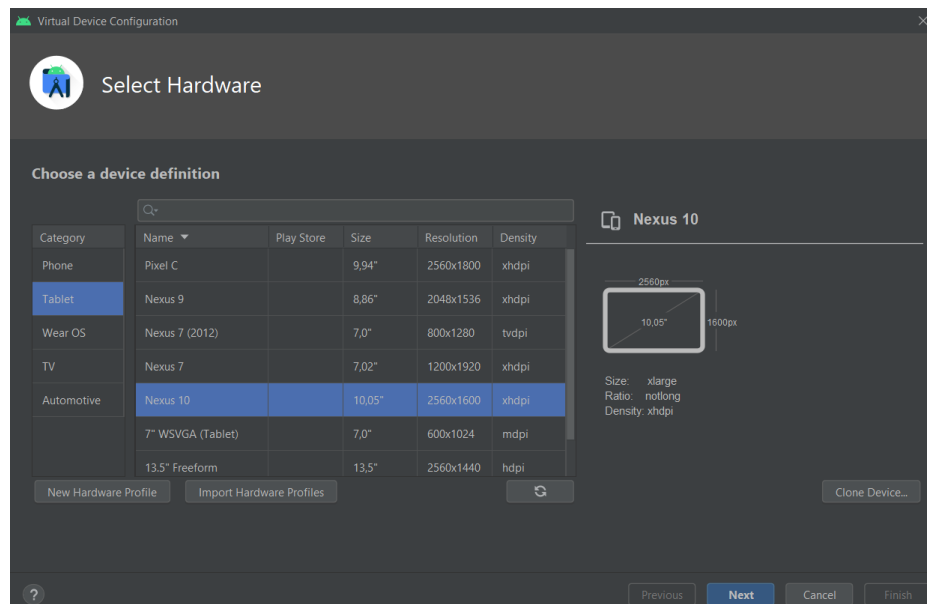 Virtual Device Configuration
Select Hardware
Choose a device definition
Category
Phone
Tablet
Wear OS
TV
Automotive
Name Play Store Size Resolution Density
Pixel C 9,94" 2560x1800 xhdpi
Nexus 9 8,86" 2048x1536 xhdpi
Nexus 7 (2012) 7,0" 800x1280 tvdpi
Nexus 7 7,02" 1200x1920 xhdpi
Nexus 10 10,05" 2560x1600 xhdpi
7" WSVGA (Tablet) 7,0" 600x1024 mdpi
13.5" Freeform 13,5" 2560x1440 hdpi
New Hardware Profile Import Hardware Profiles
Nexus 10
2560px
10,05" 1600px
Size: xlarge
Ratio: notlong
Density: xhdpi
Clone Device...
? Previous Next Cancel Finish